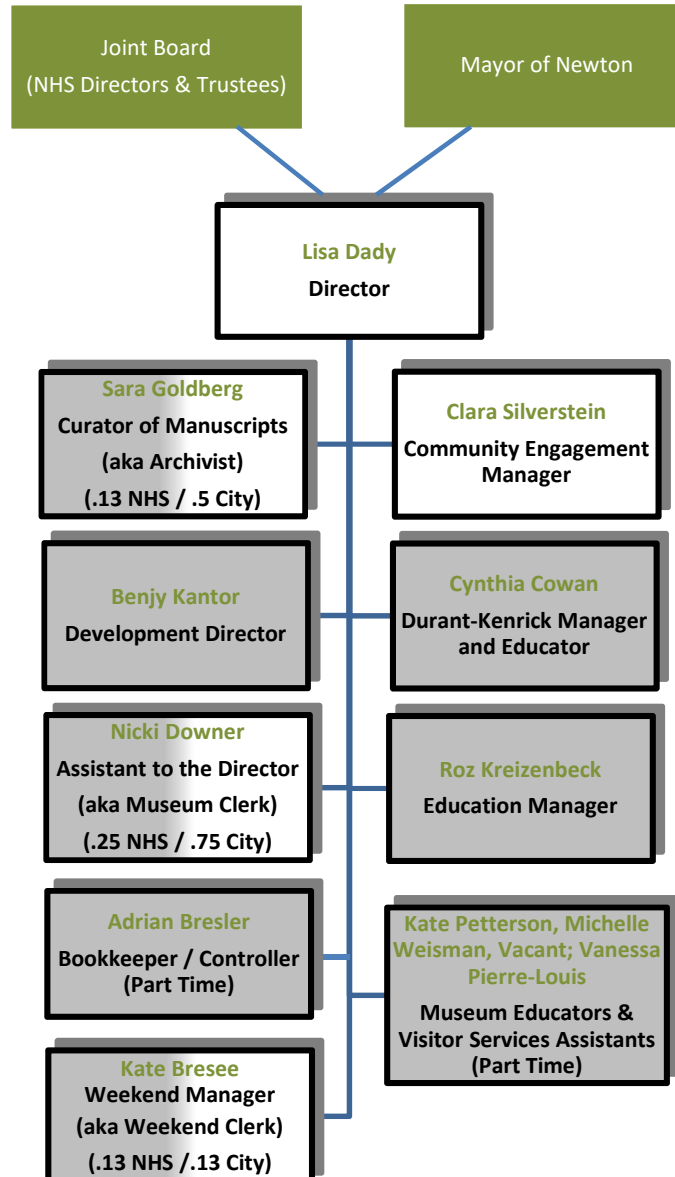 Joint Board
(NHS Directors & Trustees)
Mayor of Newton
Lisa Dady
Director
Sara Goldberg
Curator of Manuscripts
(aka Archivist)
(.13 NHS / .5 City)
Clara Silverstein
Community Engagement
Manager
Benjy Kantor
Development Director
Cynthia Cowan
Durant-Kenrick Manager
and Educator
Nicki Downer
Assistant to the Director
(aka Museum Clerk)
(.25 NHS / .75 City)
Roz Kreizenbeck
Education Manager
Adrian Bresler
Bookkeeper / Controller
(Part Time)
Kate Petterson, Michelle
Weisman, Vacant; Vanessa
Pierre-Louis
Museum Educators &
Visitor Services Assistants
(Part Time)
Kate Bresee
Weekend Manager
(aka Weekend Clerk)
(.13 NHS /.13 City)